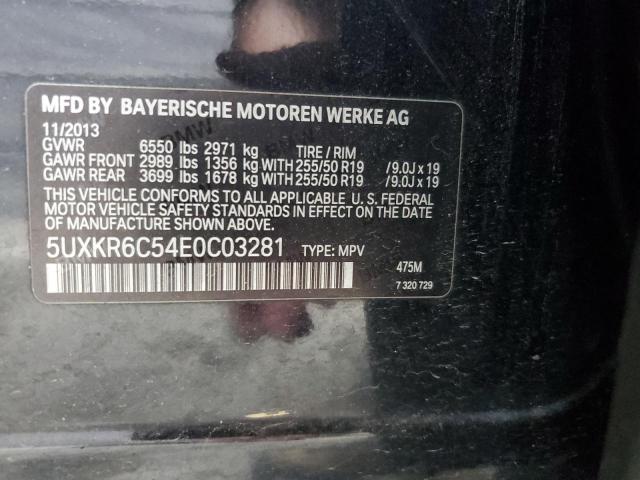 MFD BY BAYERISCHE MOTOREN WERKE AG
11/2013
GVWR 6550 lbs 2971 kg TIRE / RIM
GAWR FRONT 2989 lbs 1356 kg WITH 255/50 R19 /9.0J x 19
GAWR REAR 3699 lbs 1678 kg WITH 255/50 R19 /9.0J x 19
THIS VEHICLE CONFORMS TO ALL APPLICABLE U. S. FEDERAL
MOTOR VEHICLE SAFETY STANDARDS IN EFFECT ON THE DATE
OF MANUFACTURE SHOWN ABOVE.
5UXKR6C54E0C03281 TYPE: MPV
475M
7 320 729